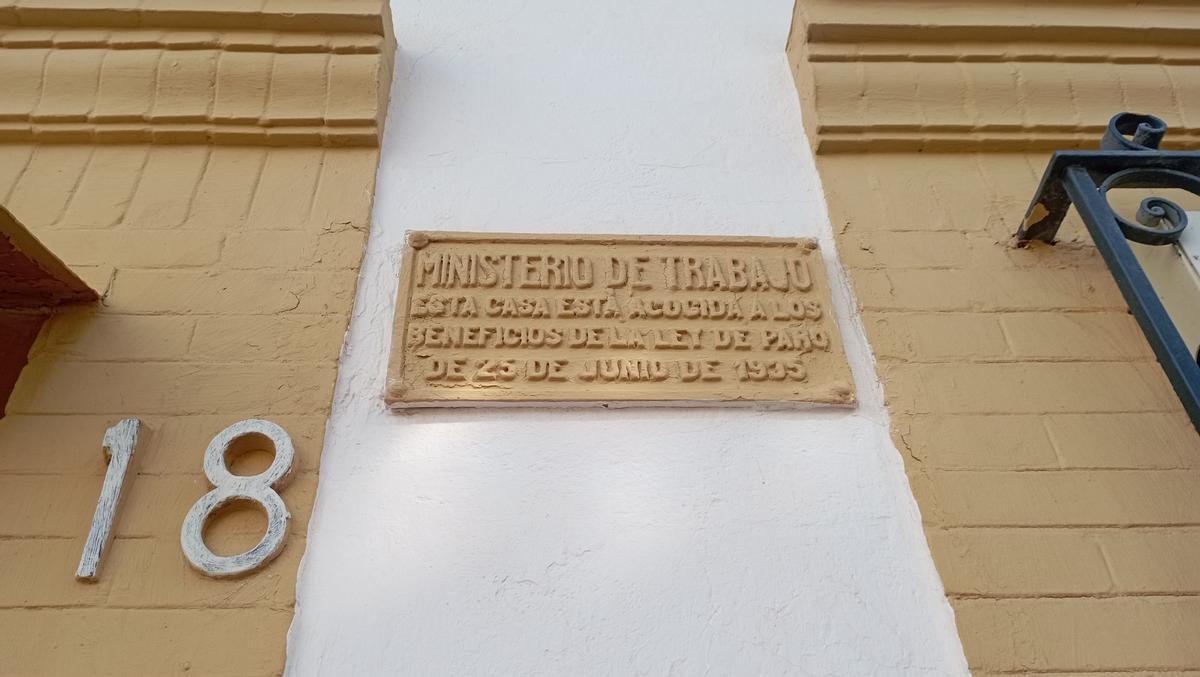 MINISTERIO DE TRABAJO
ESTA CASA ESTÁ ACOGIDA A LOS
BENEFICIOS DE LA LEY DE PARO
DE 25 DE JUNIO DE 1935
18